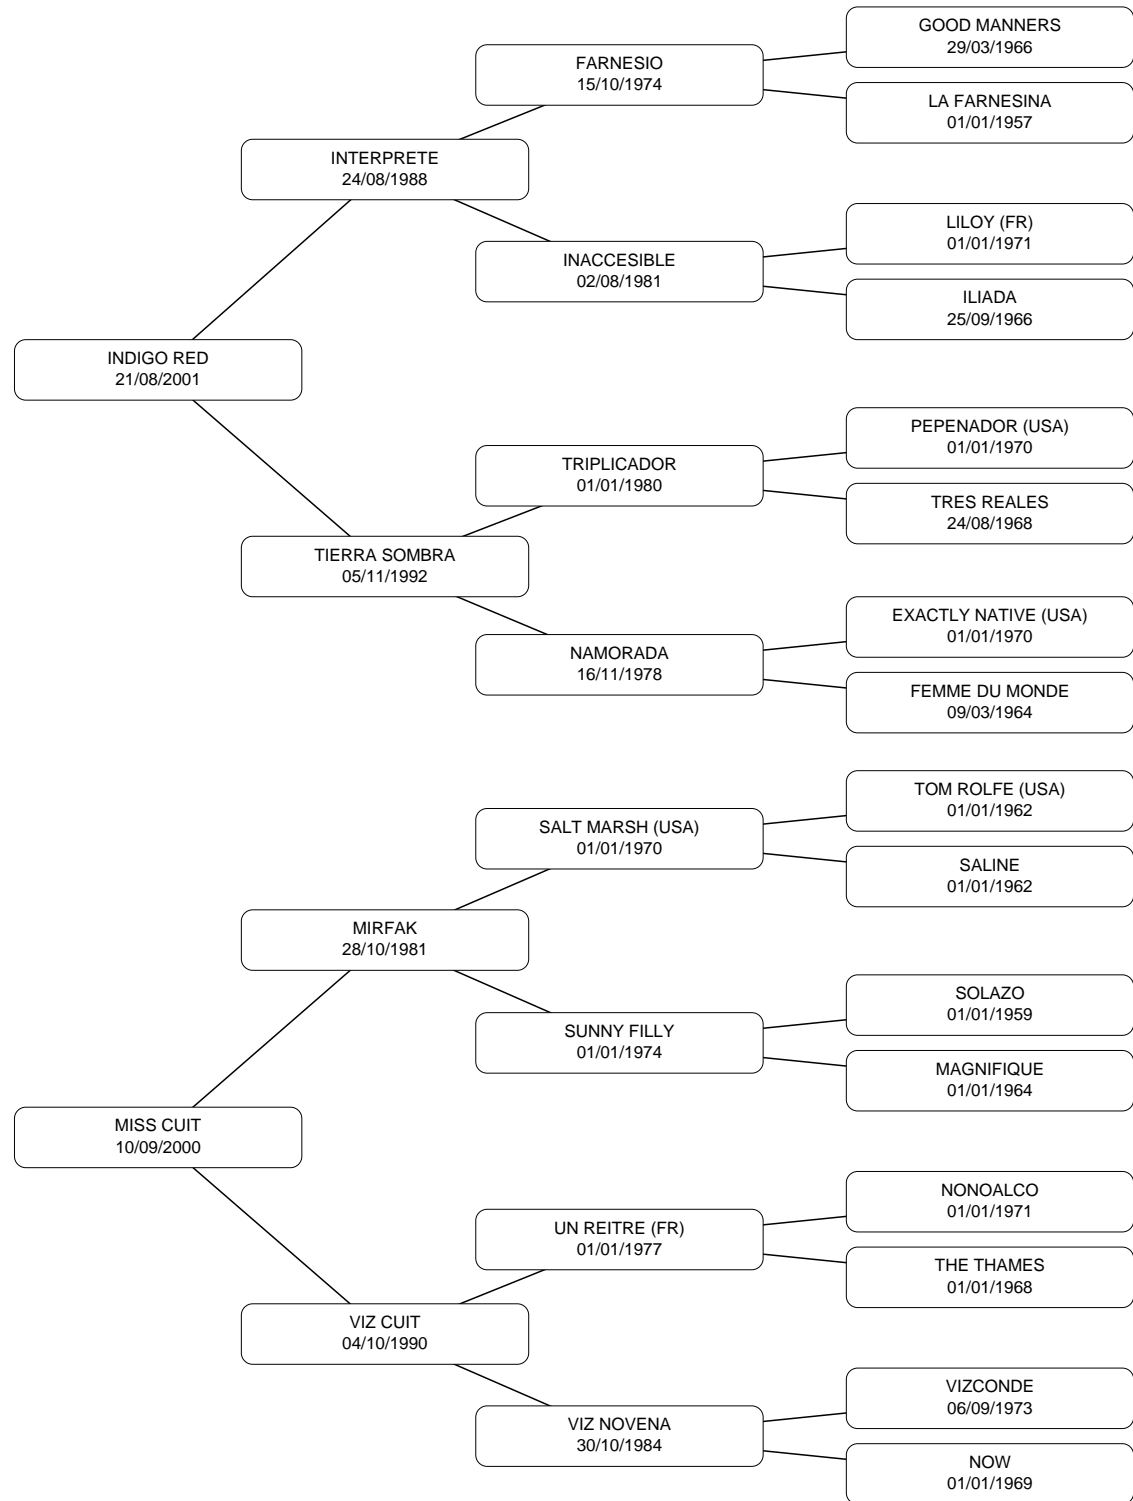 GOOD MANNERS
29/03/1966
FARNESIO
15/10/1974
LA FARNESINA
01/01/1957
INTERPRETE
24/08/1988
LILOY (FR)
01/01/1971
INACCESIBLE
02/08/1981
ILIADA
25/09/1966
INDIGO RED
21/08/2001
PEPENADOR (USA)
01/01/1970
TRIPLICADOR
01/01/1980
TRES REALES
24/08/1968
TIERRA SOMBRA
05/11/1992
EXACTLY NATIVE (USA)
01/01/1970
NAMORADA
16/11/1978
FEMME DU MONDE
09/03/1964
TOM ROLFE (USA)
01/01/1962
SALT MARSH (USA)
01/01/1970
SALINE
01/01/1962
MIRFAK
28/10/1981
SOLAZO
01/01/1959
SUNNY FILLY
01/01/1974
MAGNIFIQUE
01/01/1964
MISS CUIT
10/09/2000
NONOALCO
01/01/1971
UN REITRE (FR)
01/01/1977
THE THAMES
01/01/1968
VIZ CUIT
04/10/1990
VIZCONDE
06/09/1973
VIZ NOVENA
30/10/1984
NOW
01/01/1969